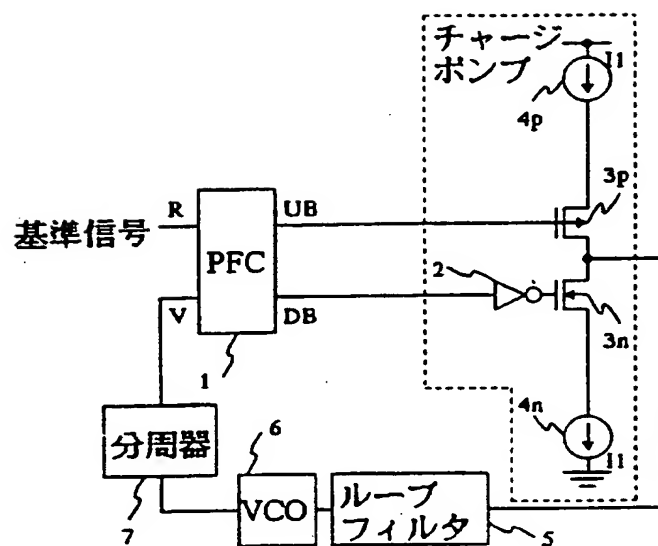 チャージ
ポンプ
I1
4p
3p
R
UB
基準信号
PFC
2
V
DB
3n
1
4n
分周器
6
I1
7
VCO
ループ
フィルタ
5